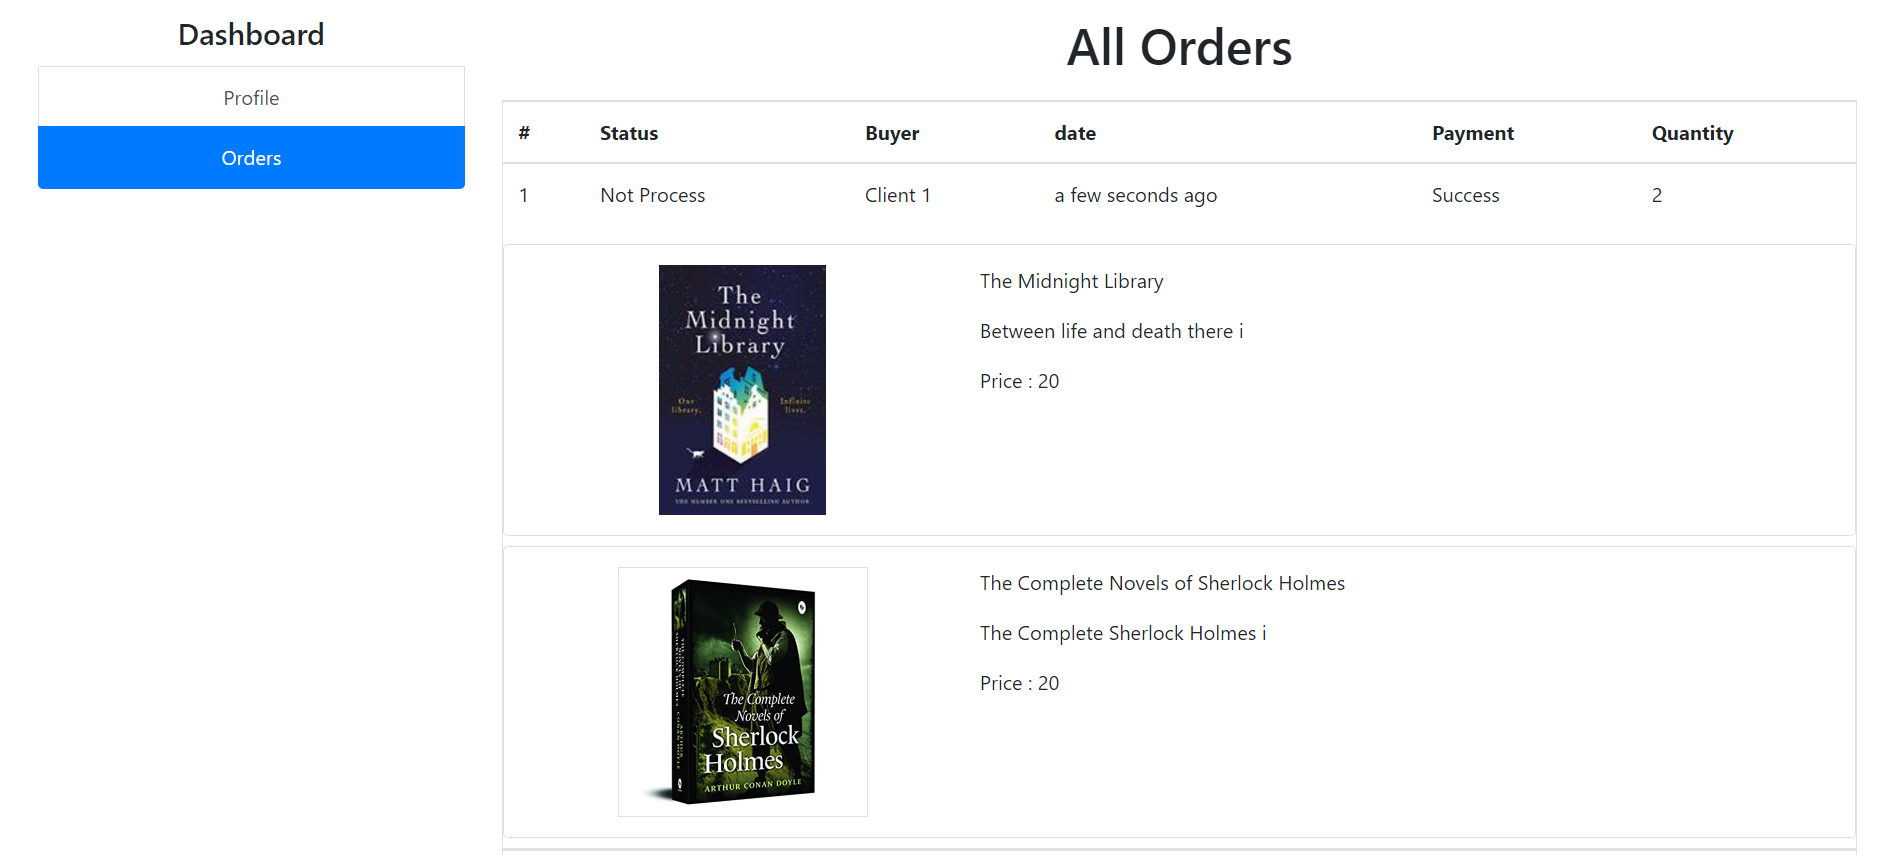 Dashboard
Profile
Orders
All Orders
# Status Buyer date Payment Quantity
1 Not Process Client 1 a few seconds ago Success 2
The
Midnight
Library
Our Infinite
library. lives.
MATT HAIG
THE NUMBER ONE BESTSELLING AUTHOR
The Midnight Library
Between life and death there i
Price : 20
The Complete
Novels of
Sherlock
Holmes
ARTHUR CONAN DOYLE
The Complete Novels of Sherlock Holmes
The Complete Sherlock Holmes i
Price : 20